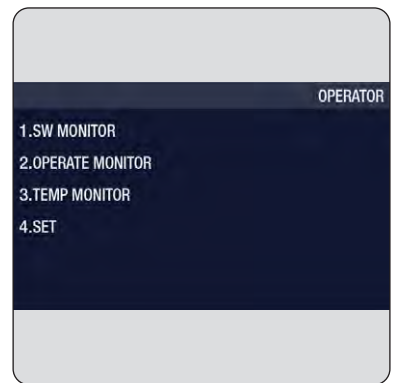 OPERATOR
1.SW MONITOR
2.OPERATE MONITOR
3.TEMP MONITOR
4.SET